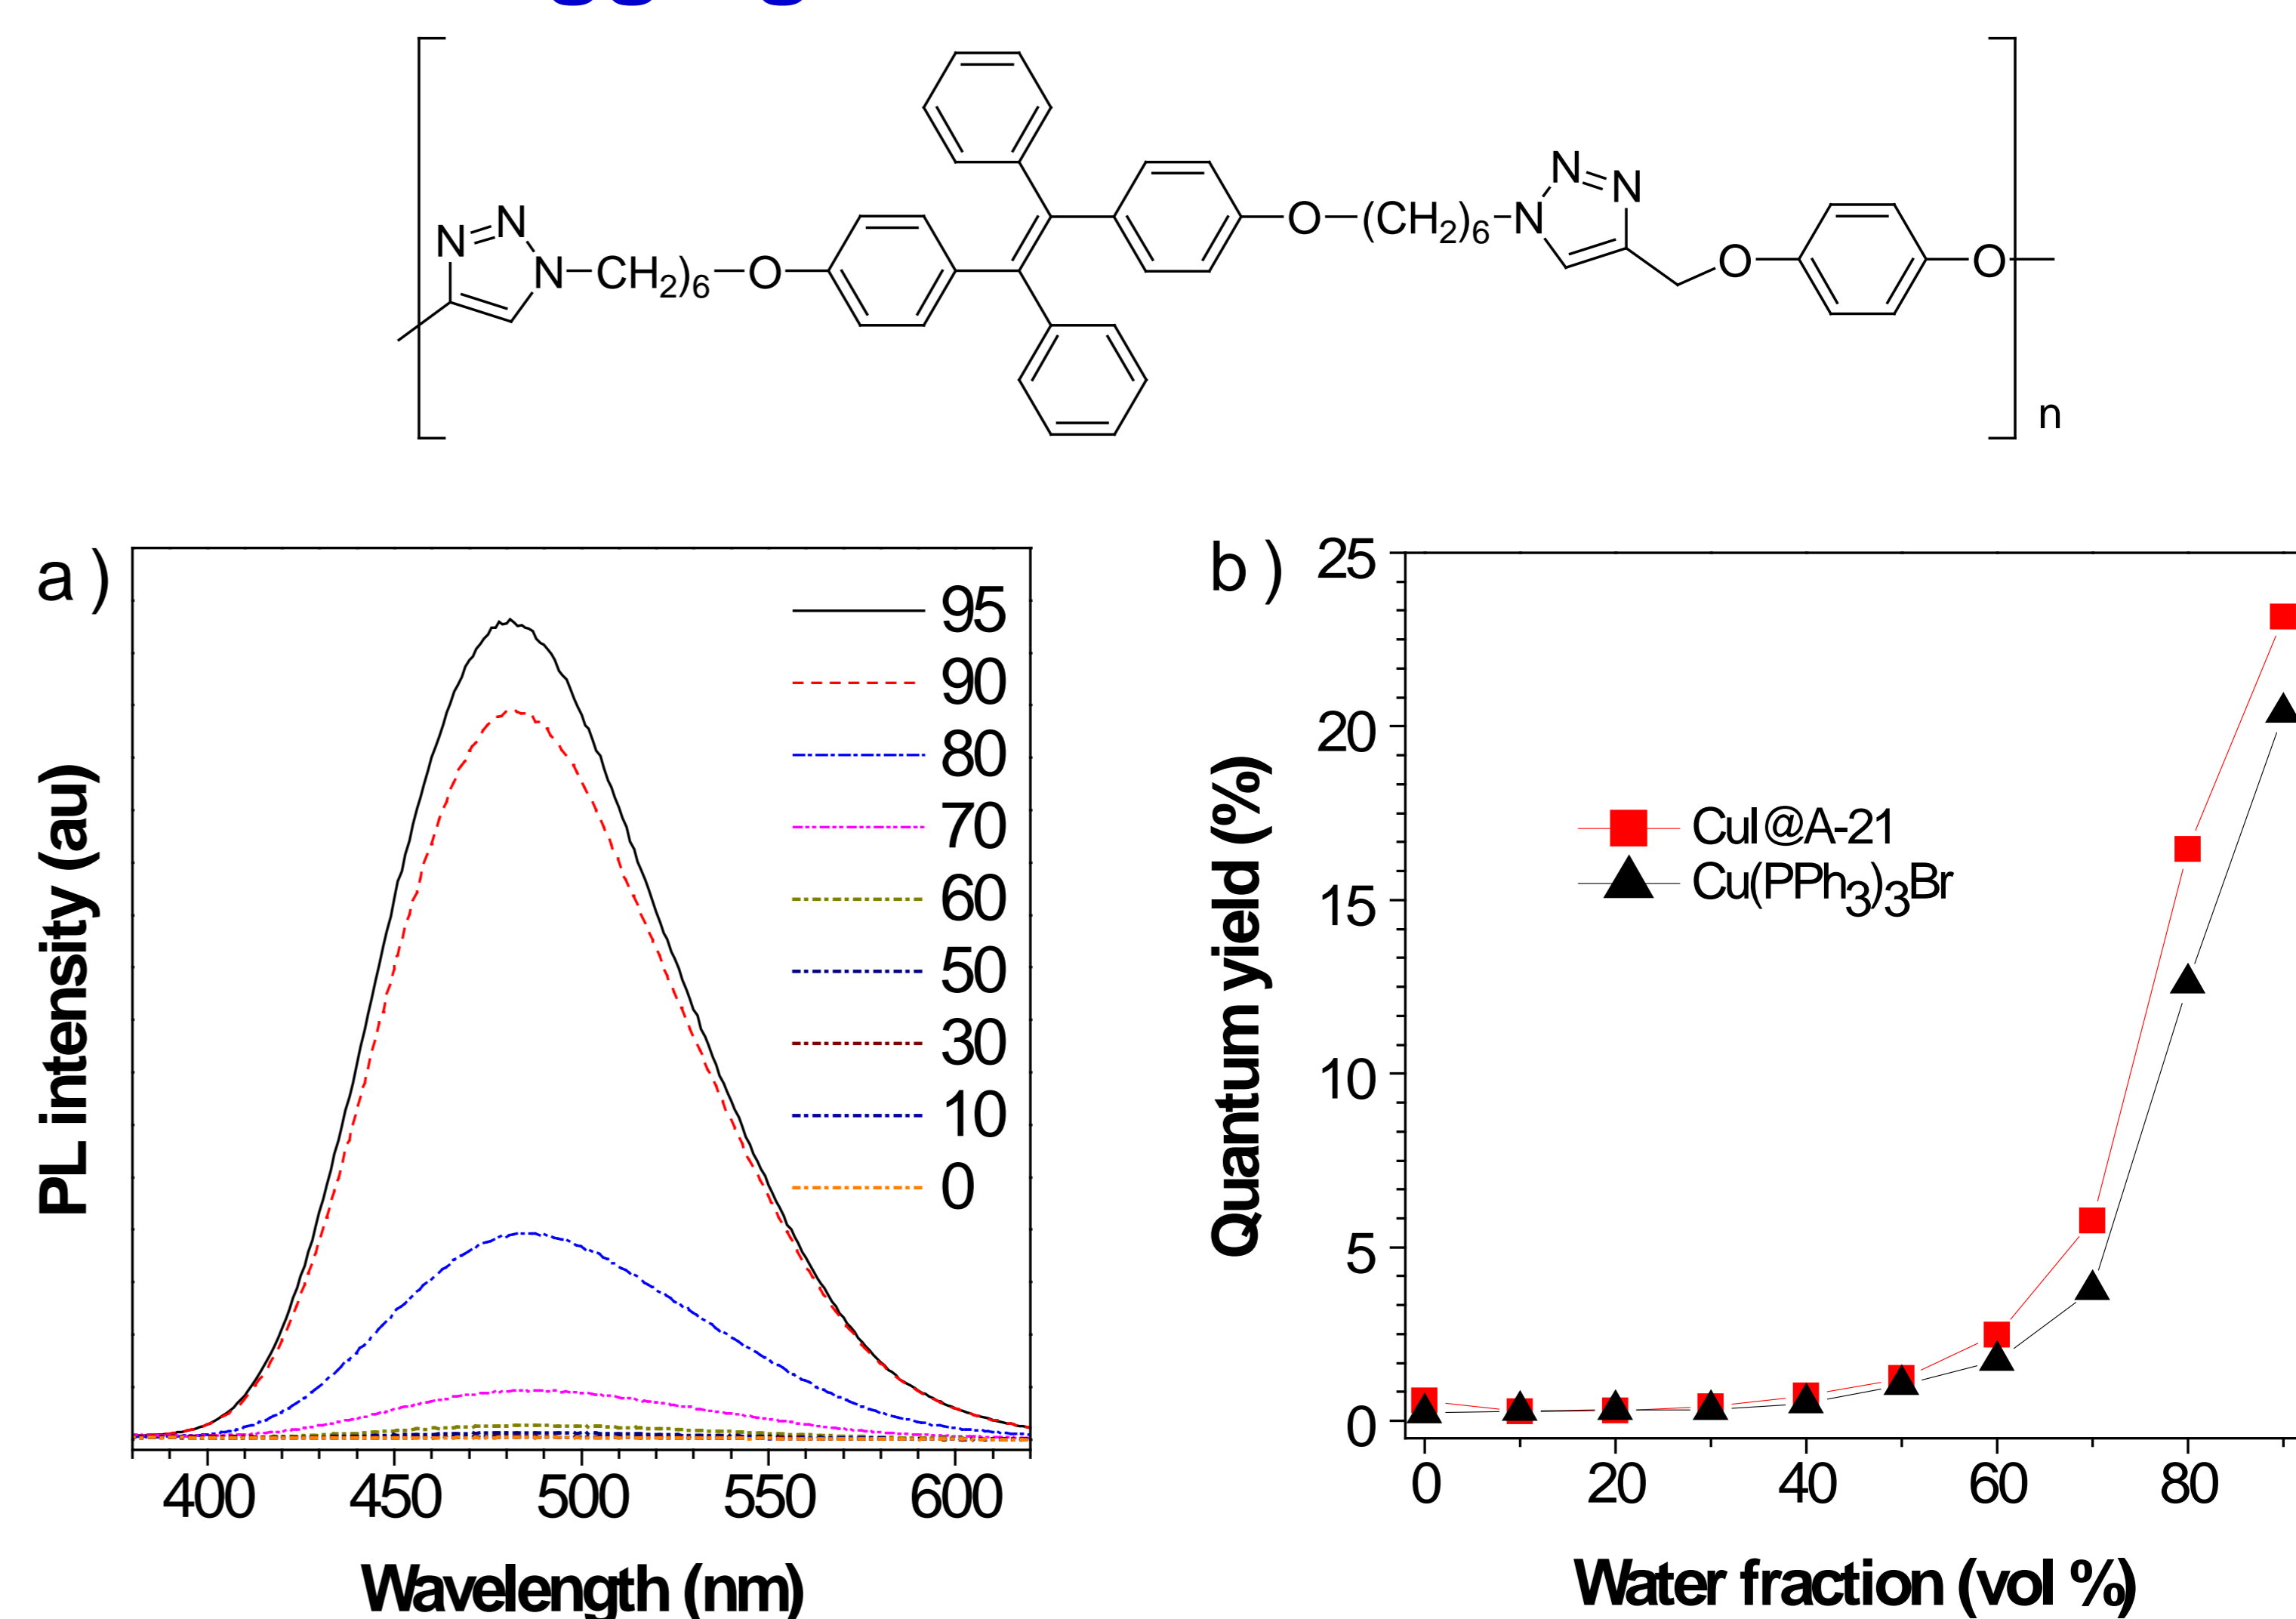 N N N CH2)6 O O (CH2)6 N N N O O n
a)
95
90
80
70
60
50
30
10
0
PL intensity (au)
400 450 500 550 600
Wavelength (nm)
b)
25
20
15
10
5
0
Quantum yield (%)
CuI@A-21
Cu(PPh3)3Br
0 20 40 60 80
Water fraction (vol %)